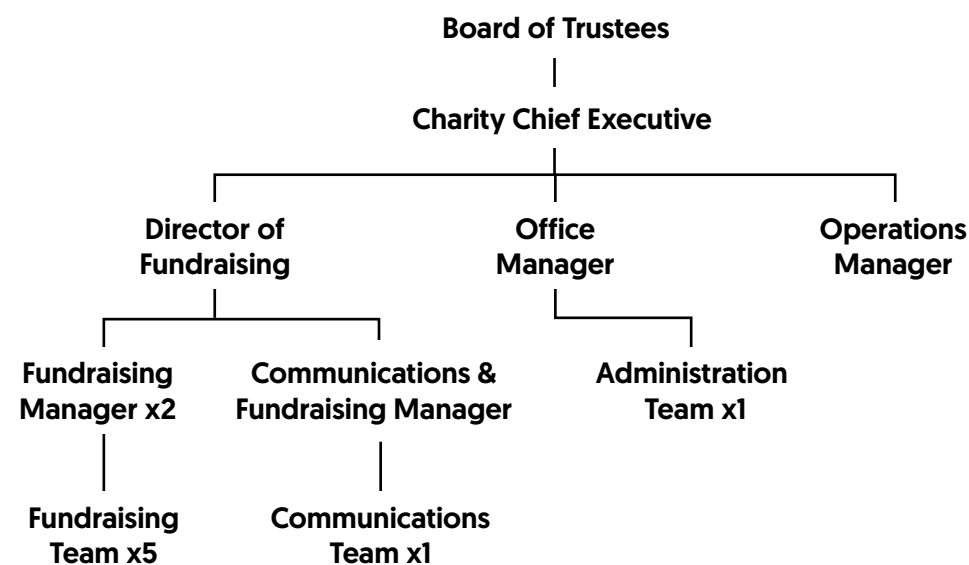 Board of Trustees
Charity Chief Executive
Director of
Fundraising
Office
Manager
Operations
Manager
Fundraising
Manager x2
Communications &
Fundraising Manager
Administration
Team x1
Fundraising
Team x5
Communications
Team x1